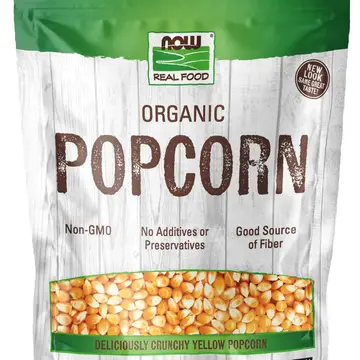 NOW
REAL FOOD
NEW
LOOK
SAME GREAT
TASTE!
ORGANIC
POPCORN
Non-GMO
No Additives or
Preservatives
Good Source
of Fiber
DELICIOUSLY CRUNCHY YELLOW POPCORN